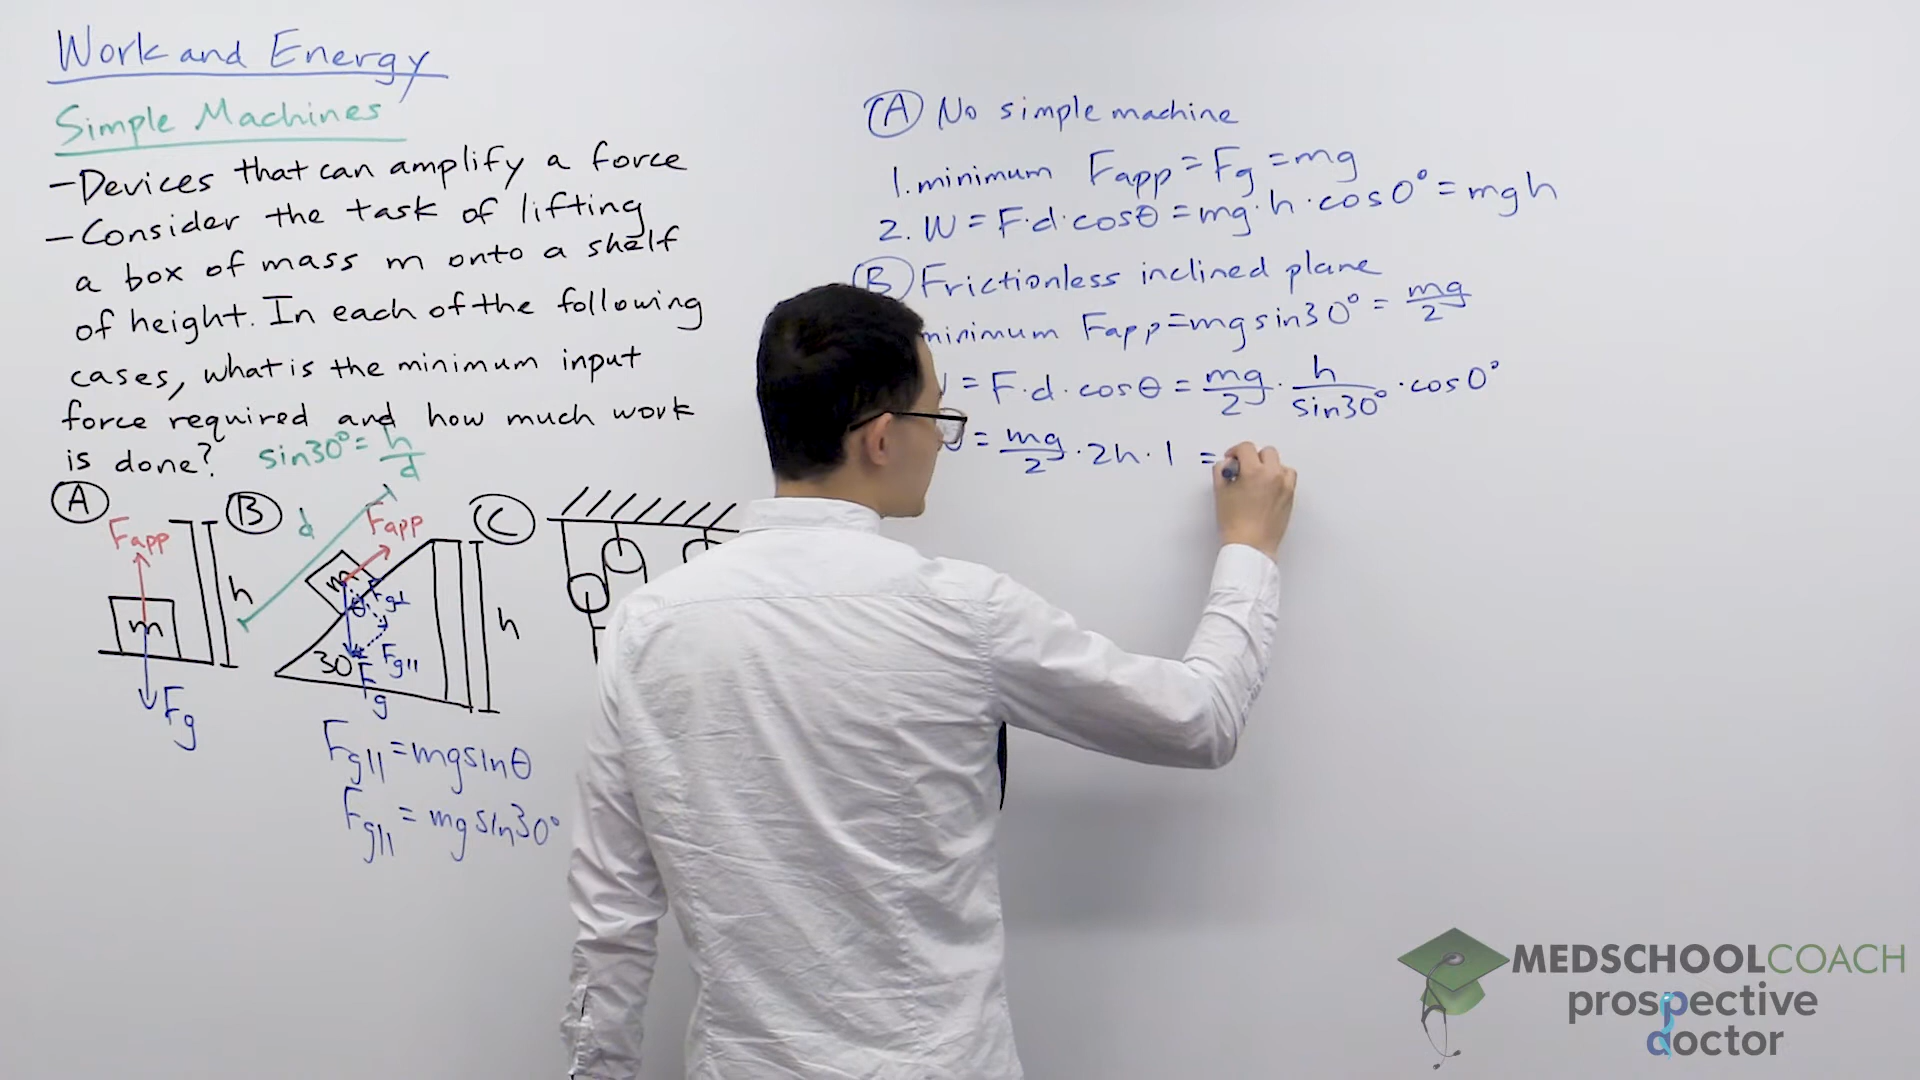 Work and Energy
Simple Machines
- Devices that can amplify a force
- Consider the task of lifting
a box of mass m onto a shelf
of height. In each of the following
cases, what is the minimum input
force required and how much work
is done?
sin30° = h/d
A
Fapp
m
Fg
h
B
d
Fapp
m
θ
Fg⊥
Fg||
Fg
30
h
C
Fg|| = mgsinθ
Fg|| = mgsin30°
A No simple machine
1. minimum Fapp = Fg = mg
2. W = F·d·cosθ = mg·h·cos0° = mgh
B Frictionless inclined plane
minimum Fapp = mgsin30° = mg/2
= F·d·cosθ = mg/2 · h/sin30° · cos0°
= mg/2 · 2h · 1 =
MEDSCHOOLCOACH
prospective
doctor